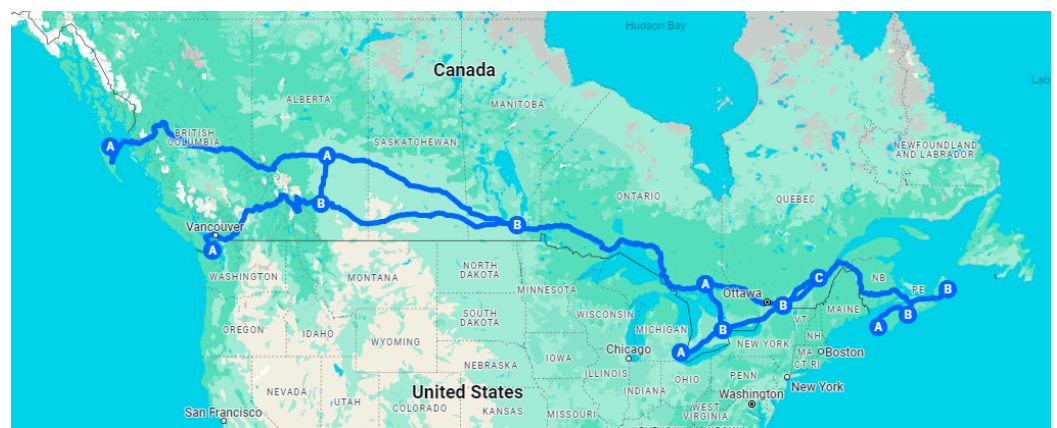 Hudson Bay
Canada
Lab
ALBERTA
MANITOBA
BRITISH
COLUMBIA
SASKATCHEWAN
NEWFOUNDLAND
AND LABRADOR
ONTARIO
QUEBEC
A
A
B
B
Vancouver
A
WASHINGTON
MONTANA
NORTH
DAKOTA
MINNESOTA
A
Ottawa
B
C
NB
PE
B
B
A
MAINE
OREGON
IDAHO
SOUTH
DAKOTA
WISCONSIN
MICHIGAN
B
VT
NH
WYOMING
Chicago
A
NEW YORK
MA
Boston
CT RI
IOWA
NEBRASKA
ILLINOIS
OHIO
PENN
NEVADA
UTAH
United States
INDIANA
New York
Washington
San Francisco
COLORADO
KANSAS
MISSOURI
WEST
VIRGINIA